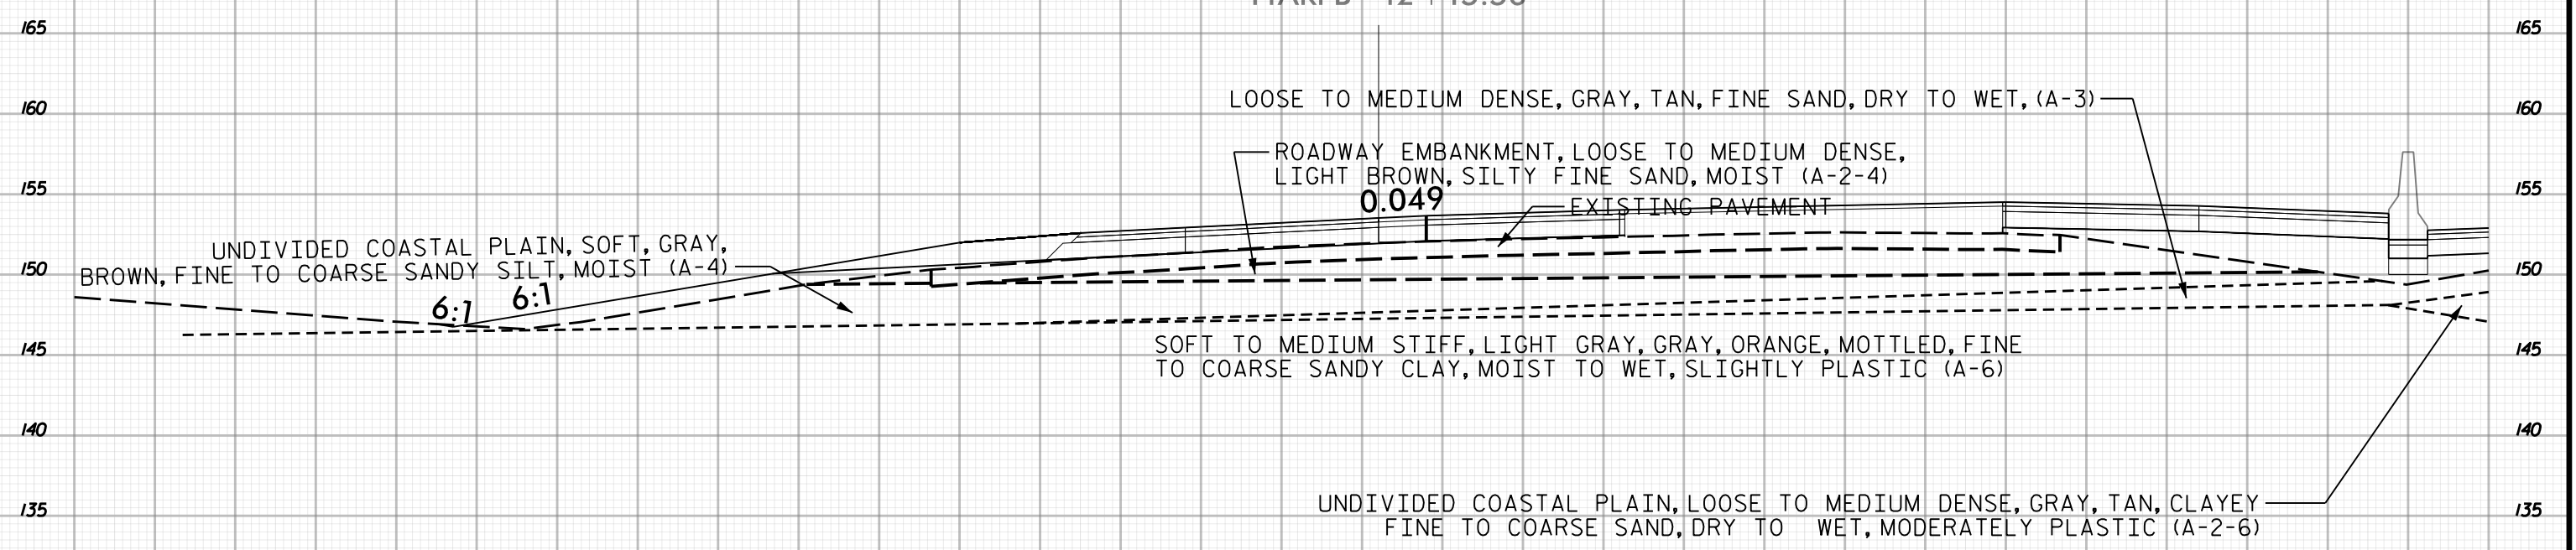 165 165
LOOSE TO MEDIUM DENSE, GRAY, TAN, FINE SAND, DRY TO WET, (A-3)
160 160
ROADWAY EMBANKMENT, LOOSE TO MEDIUM DENSE,
LIGHT BROWN, SILTY FINE SAND, MOIST (A-2-4)
155 155
0.049
EXISTING PAVEMENT
UNDIVIDED COASTAL PLAIN, SOFT, GRAY,
BROWN, FINE TO COARSE SANDY SILT, MOIST (A-4)
150 150
6:1 6:1
SOFT TO MEDIUM STIFF, LIGHT GRAY, GRAY, ORANGE, MOTTLED, FINE
TO COARSE SANDY CLAY, MOIST TO WET, SLIGHTLY PLASTIC (A-6)
145 145
140 140
UNDIVIDED COASTAL PLAIN, LOOSE TO MEDIUM DENSE, GRAY, TAN, CLAYEY
FINE TO COARSE SAND, DRY TO WET, MODERATELY PLASTIC (A-2-6)
135 135